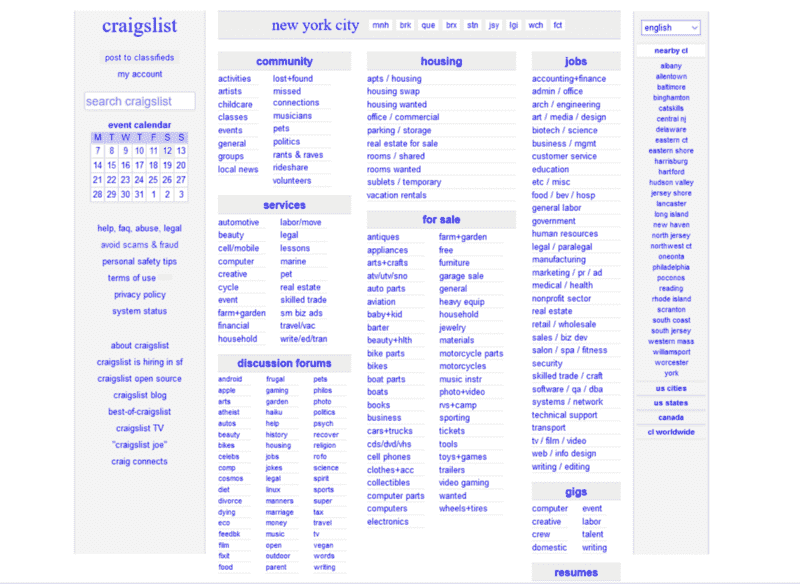 craigslist
post to classifieds
my account
search craigslist
event calendar
M T W T F S S
7 8 9 10 11 12 13
14 15 16 17 18 19 20
21 22 23 24 25 26 27
28 29 30 31 1 2 3
help, faq, abuse, legal
avoid scams & fraud
personal safety tips
terms of use
privacy policy
system status
about craigslist
craigslist is hiring in sf
craigslist open source
craigslist blog
best-of-craigslist
craigslist TV
"craigslist joe"
craig connects
new york city mnh brk que brx stn jsy lgi wch fct
community
activities
artists
childcare
classes
events
general
groups
local news
lost+found
missed
connections
musicians
pets
politics
rants & raves
rideshare
volunteers
services
automotive
beauty
cell/mobile
computer
creative
cycle
event
farm+garden
financial
household
labor/move
legal
lessons
marine
pet
real estate
skilled trade
sm biz ads
travel/vac
write/ed/tran
discussion forums
android
apple
arts
atheist
autos
beauty
bikes
celebs
comp
cosmos
diet
divorce
dying
eco
feedbk
film
fixit
food
frugal
gaming
garden
haiku
help
history
housing
jobs
jokes
legal
linux
manners
marriage
money
music
open
outdoor
parent
pets
philos
photo
politics
psych
recover
religion
rofo
science
spirit
sports
super
tax
travel
tv
vegan
words
writing
housing
apts / housing
housing swap
housing wanted
office / commercial
parking / storage
real estate for sale
rooms / shared
rooms wanted
sublets / temporary
vacation rentals
for sale
antiques
appliances
arts+crafts
atv/utv/sno
auto parts
aviation
baby+kid
barter
beauty+hlth
bike parts
bikes
boat parts
boats
books
business
cars+trucks
cds/dvd/vhs
cell phones
clothes+acc
collectibles
computer parts
computers
electronics
farm+garden
free
furniture
garage sale
general
heavy equip
household
jewelry
materials
motorcycle parts
motorcycles
music instr
photo+video
rvs+camp
sporting
tickets
tools
toys+games
trailers
video gaming
wanted
wheels+tires
jobs
accounting+finance
admin / office
arch / engineering
art / media / design
biotech / science
business / mgmt
customer service
education
etc / misc
food / bev / hosp
general labor
government
human resources
legal / paralegal
manufacturing
marketing / pr / ad
medical / health
nonprofit sector
real estate
retail / wholesale
sales / biz dev
salon / spa / fitness
security
skilled trade / craft
software / qa / dba
systems / network
technical support
transport
tv / film / video
web / info design
writing / editing
gigs
computer
creative
crew
domestic
event
labor
talent
writing
resumes
english
nearby cl
albany
allentown
baltimore
binghamton
catskills
central nj
delaware
eastern ct
eastern shore
harrisburg
hartford
hudson valley
jersey shore
lancaster
long island
new haven
north jersey
northwest ct
oneonta
philadelphia
poconos
reading
rhode island
scranton
south coast
south jersey
western mass
williamsport
worcester
york
us cities
us states
canada
cl worldwide